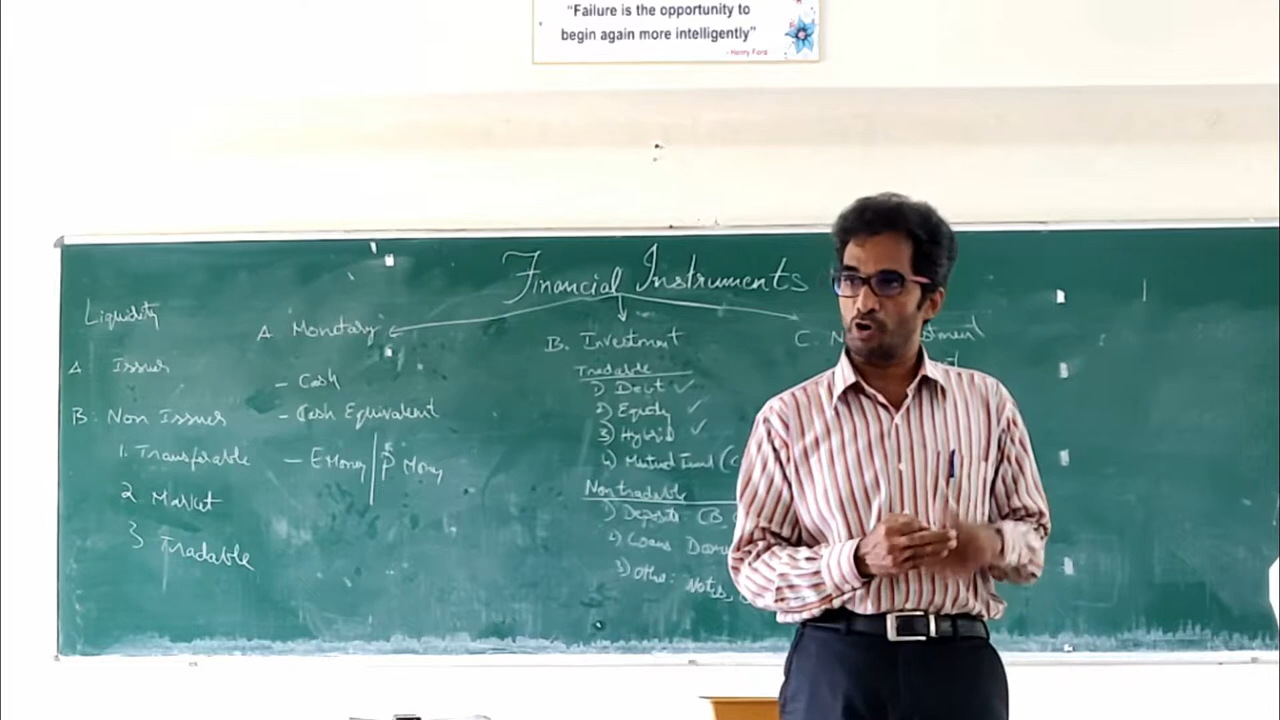 “Failure is the opportunity to
begin again more intelligently”
- Henry Ford
Financial Instruments
Liquidity
A Issuer
B. Non Issuer
1. Transferable
2. Market
3 Tradable
A. Monetary
- Cash
- Cash Equivalent
- E Money | P Money
B. Investment
Tradable
1) Debt ✓
2) Equity ✓
3) Hybrid ✓
4) Mutual Fund (C
Non tradable
1) Deposits (B
2) Loans
3) Other: Notes,
C.